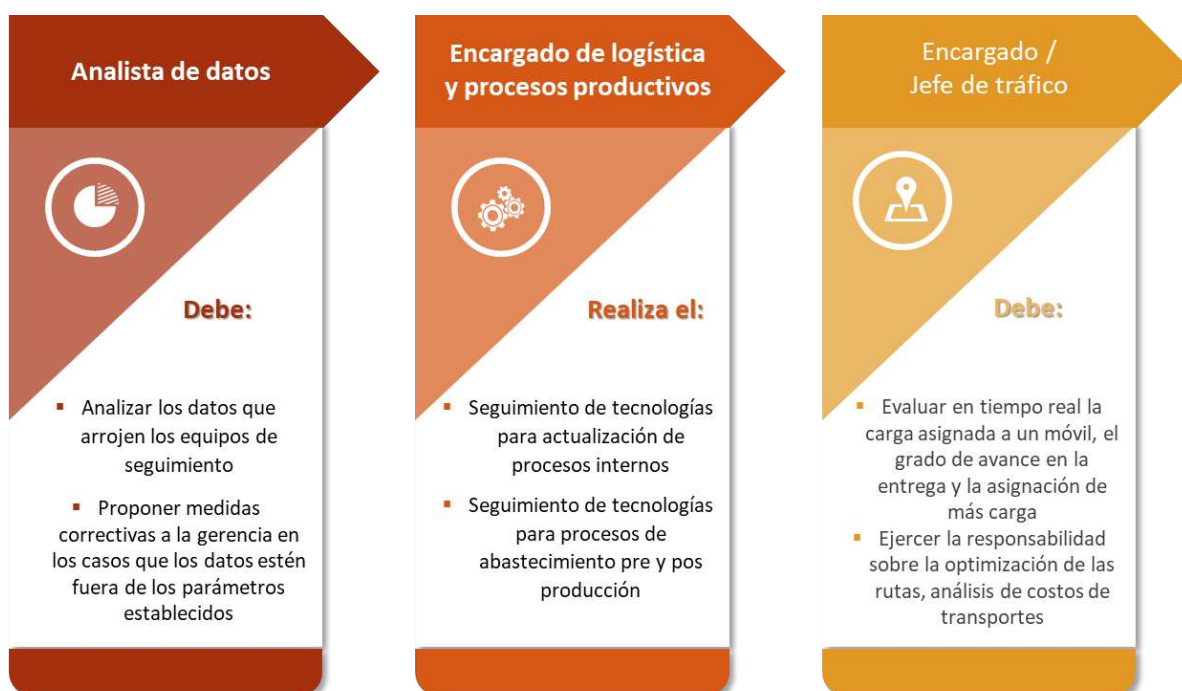 Analista de datos
Debe:
▪ Analizar los datos que
arrojen los equipos de
seguimiento
▪ Proponer medidas
correctivas a la gerencia en
los casos que los datos estén
fuera de los parámetros
establecidos
Encargado de logística
y procesos productivos
Realiza el:
▪ Seguimiento de tecnologías
para actualización de
procesos internos
▪ Seguimiento de tecnologías
para procesos de
abastecimiento pre y pos
producción
Encargado /
Jefe de tráfico
Debe:
▪ Evaluar en tiempo real la
carga asignada a un móvil, el
grado de avance en la
entrega y la asignación de
más carga
▪ Ejercer la responsabilidad
sobre la optimización de las
rutas, análisis de costos de
transportes